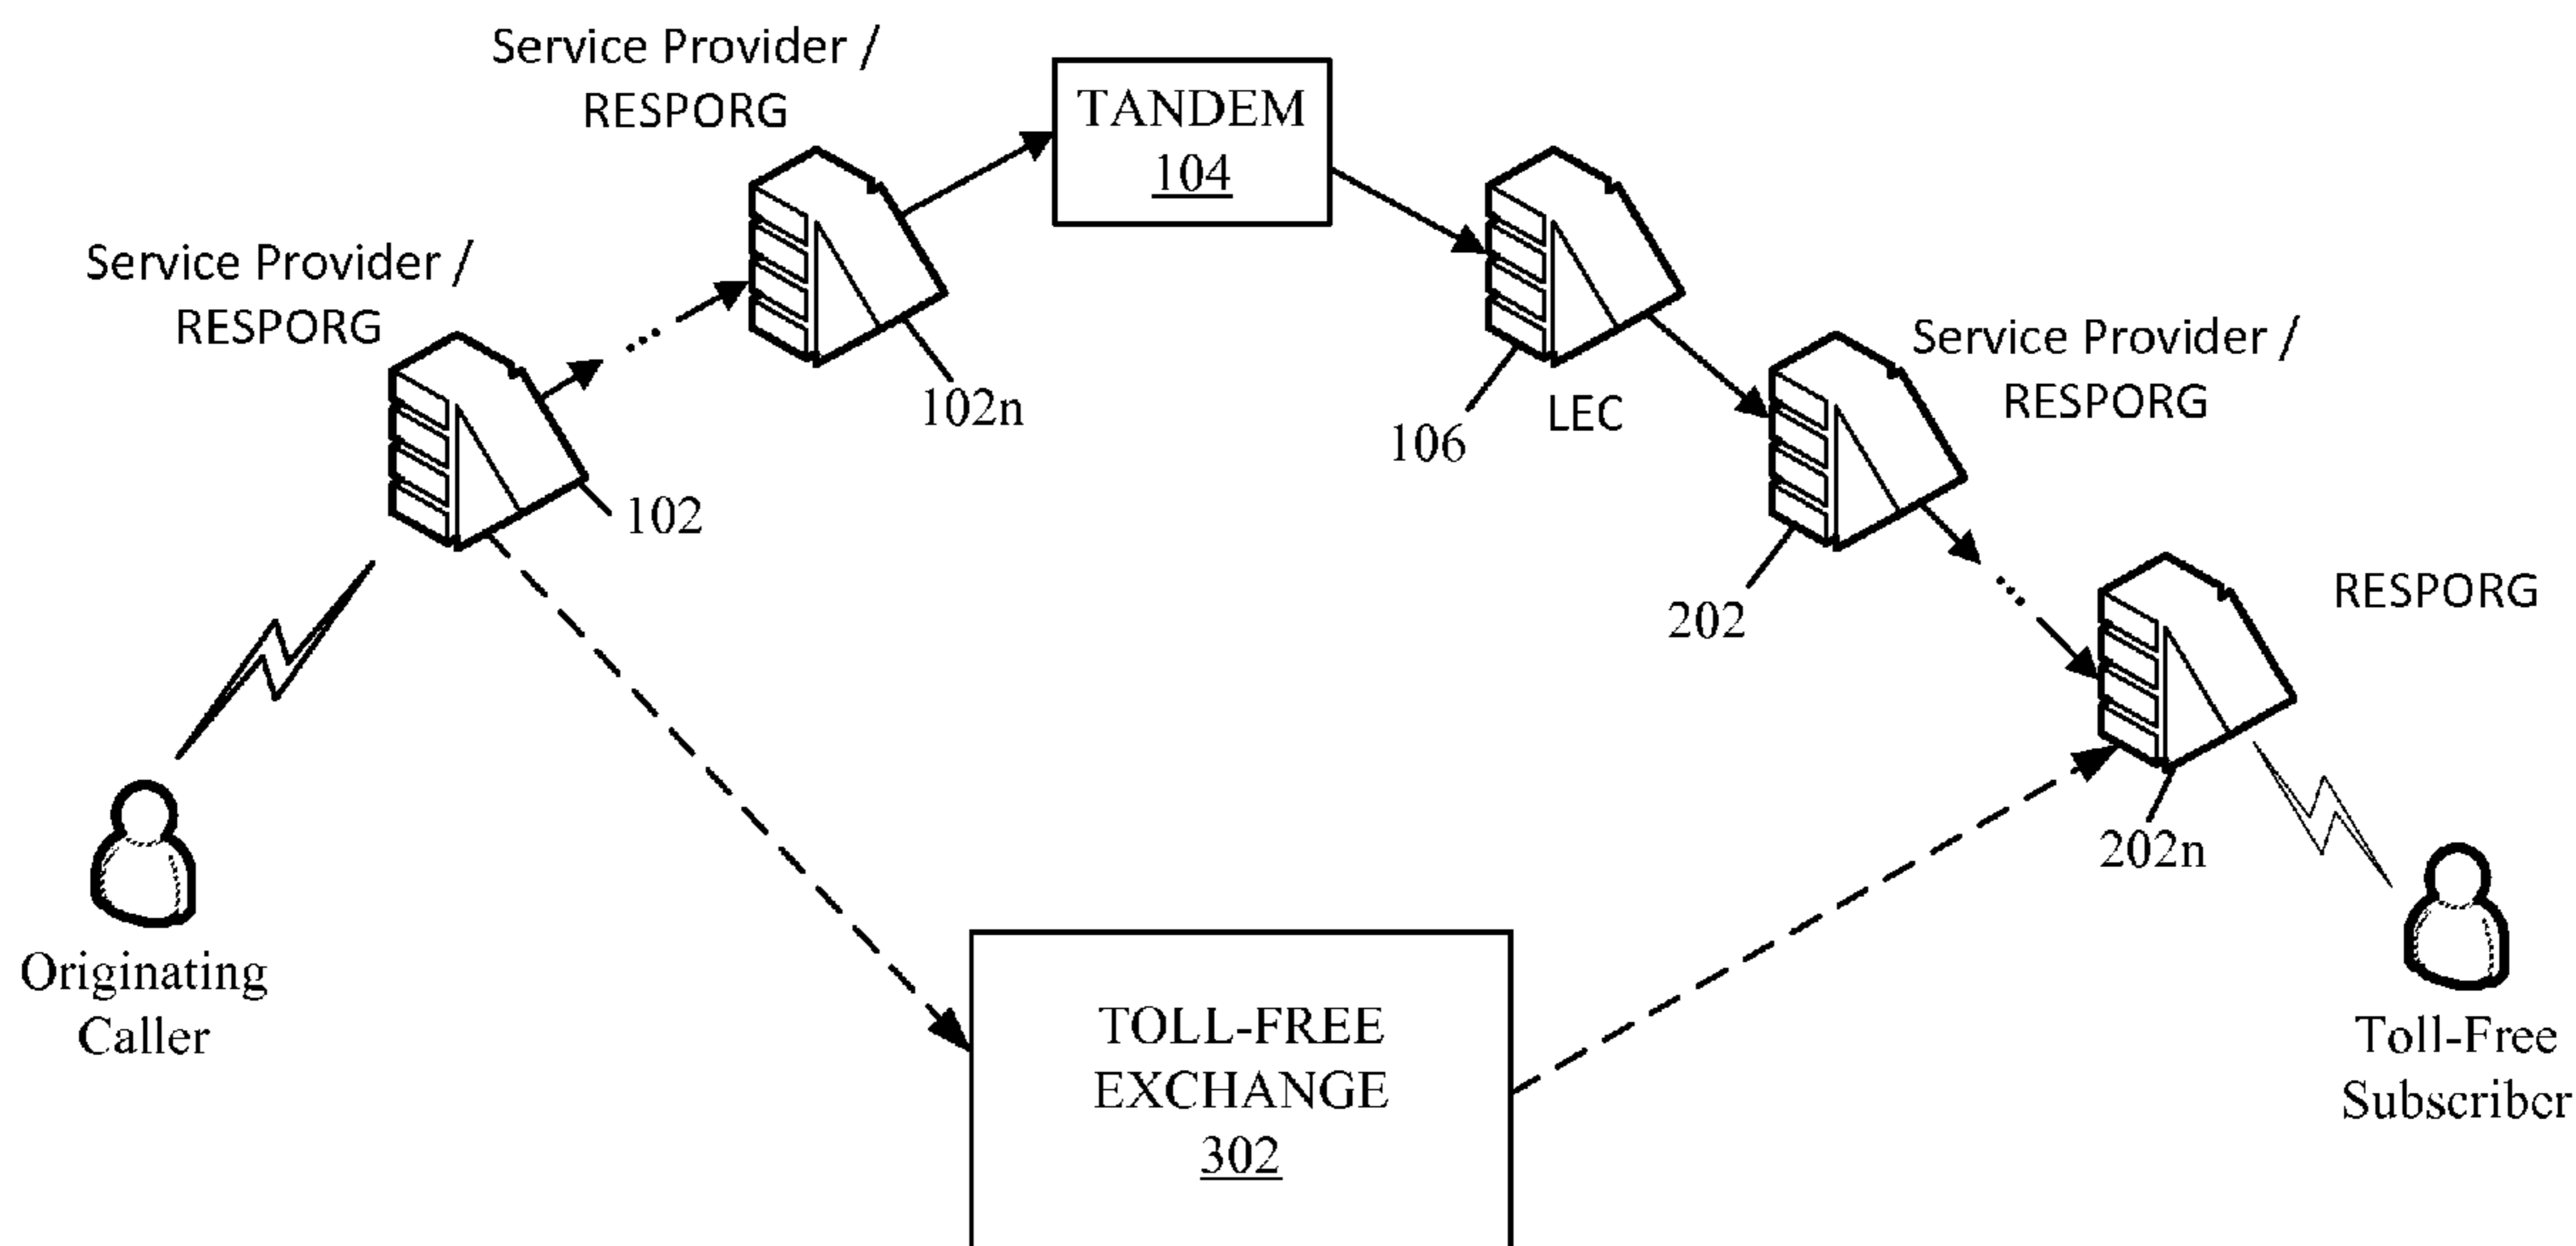 Service Provider /
RESPORG
TANDEM
104
Service Provider /
RESPORG
102n
102
106
LEC
Service Provider /
RESPORG
202
RESPORG
202n
Originating
Caller
TOLL-FREE
EXCHANGE
302
Toll-Free
Subscriber